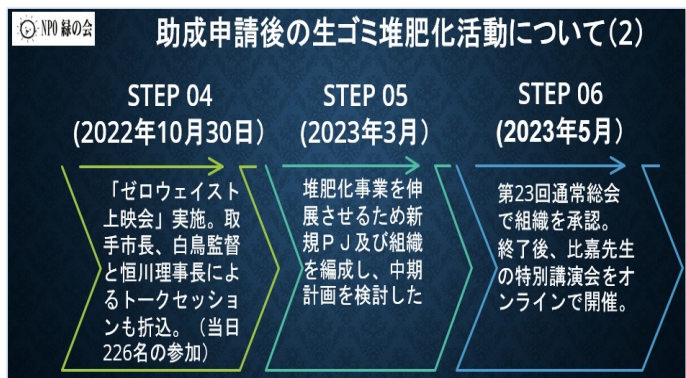 NPO 緑の会
助成申請後の生ゴミ堆肥化活動について(2)
STEP 04
(2022年10月30日)
「ゼロウェイスト
上映会」実施。取
手市長、白鳥監督
と恒川理事長によ
るトークセッショ
ンも折込。（当日
226名の参加)
STEP 05
(2023年3月)
堆肥化事業を伸
展させるため新
規ＰＪ及び組織
を編成し、中期
計画を検討した
STEP 06
(2023年5月)
第23回通常総会
で組織を承認。
終了後、比嘉先生
の特別講演会をオ
ンラインで開催。